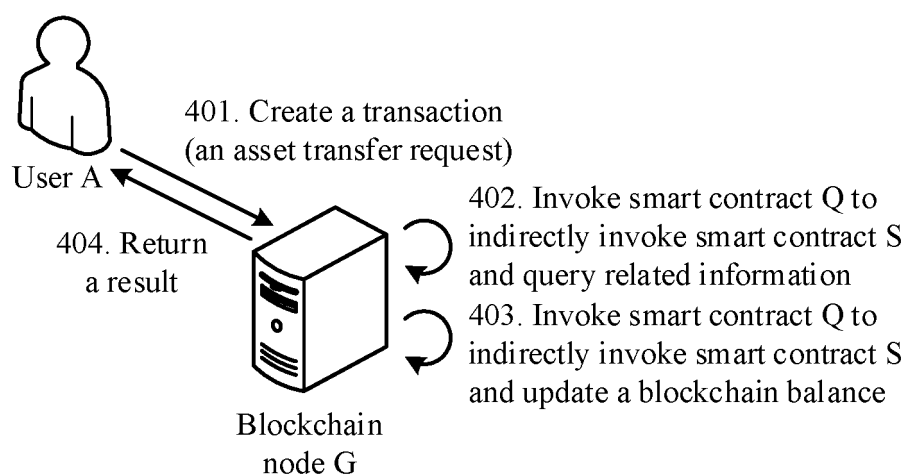 401. Create a transaction
(an asset transfer request)
User A
404. Return
a result
402. Invoke smart contract Q to
indirectly invoke smart contract S
and query related information
403. Invoke smart contract Q to
indirectly invoke smart contract S
and update a blockchain balance
Blockchain
node G